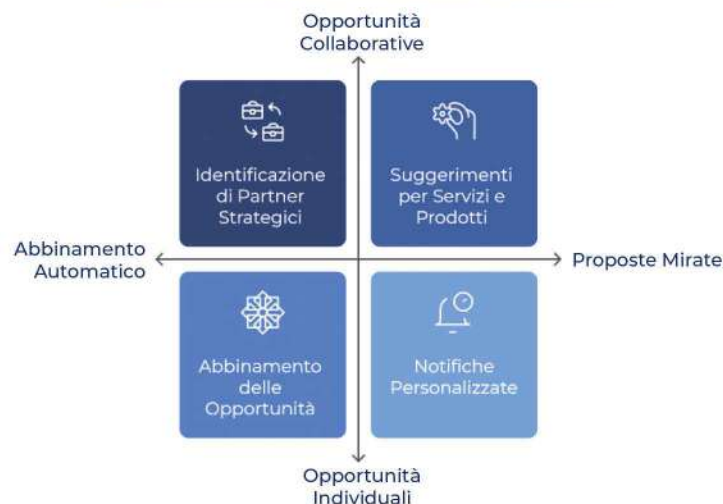 Opportunità
Collaborative
Identificazione
di Partner
Strategici
Suggerimenti
per Servizi e
Prodotti
Abbinamento
Automatico
Proposte Mirate
Abbinamento
delle
Opportunità
Notifiche
Personalizzate
Opportunità
Individuali